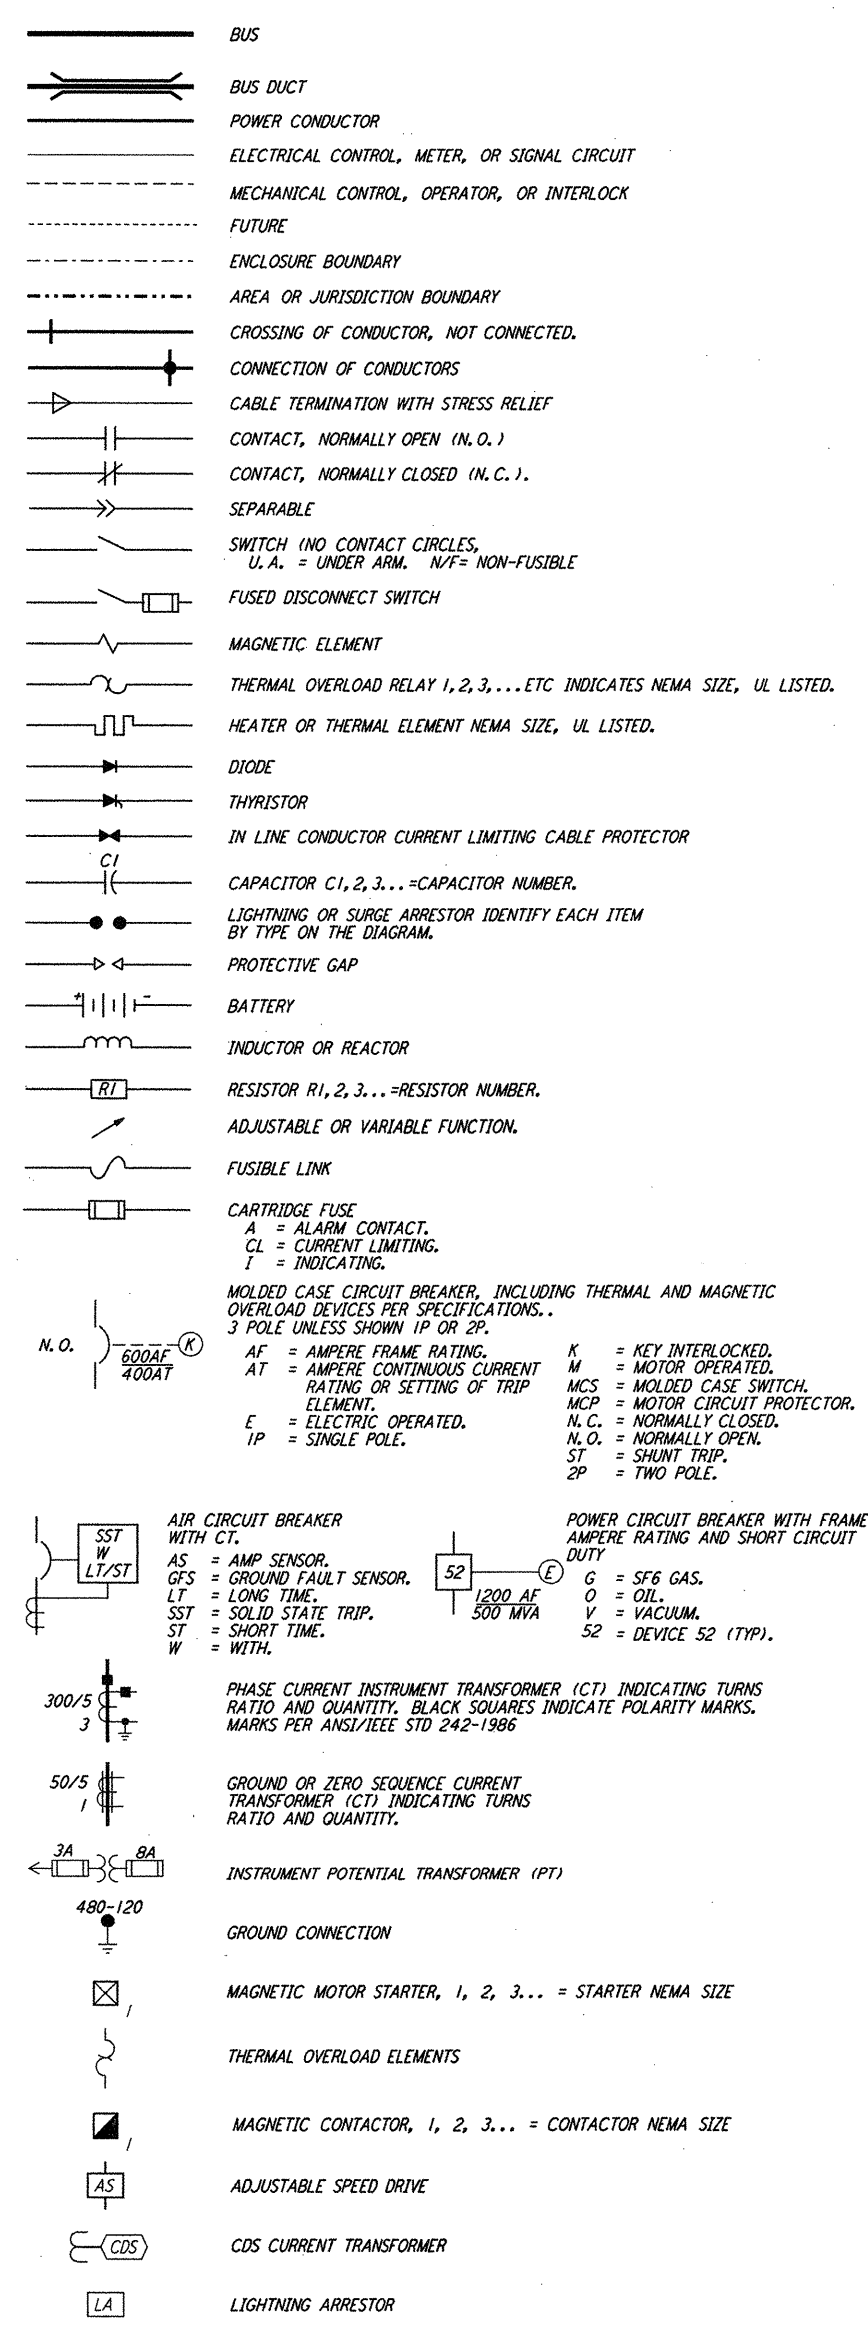 BUS
BUS DUCT
POWER CONDUCTOR
ELECTRICAL CONTROL, METER, OR SIGNAL CIRCUIT
MECHANICAL CONTROL, OPERATOR, OR INTERLOCK
FUTURE
ENCLOSURE BOUNDARY
AREA OR JURISDICTION BOUNDARY
CROSSING OF CONDUCTOR, NOT CONNECTED.
CONNECTION OF CONDUCTORS
CABLE TERMINATION WITH STRESS RELIEF
CONTACT, NORMALLY OPEN (N.O.)
CONTACT, NORMALLY CLOSED (N.C.).
SEPARABLE
SWITCH (NO CONTACT CIRCLES,
U.A. = UNDER ARM. N/F= NON-FUSIBLE
FUSED DISCONNECT SWITCH
MAGNETIC ELEMENT
THERMAL OVERLOAD RELAY 1,2,3,...ETC INDICATES NEMA SIZE, UL LISTED.
HEATER OR THERMAL ELEMENT NEMA SIZE, UL LISTED.
DIODE
THYRISTOR
IN LINE CONDUCTOR CURRENT LIMITING CABLE PROTECTOR
C1
CAPACITOR C1,2,3...=CAPACITOR NUMBER.
LIGHTNING OR SURGE ARRESTOR IDENTIFY EACH ITEM
BY TYPE ON THE DIAGRAM.
PROTECTIVE GAP
+ -
BATTERY
INDUCTOR OR REACTOR
R1
RESISTOR R1,2,3...=RESISTOR NUMBER.
ADJUSTABLE OR VARIABLE FUNCTION.
FUSIBLE LINK
CARTRIDGE FUSE
A = ALARM CONTACT.
CL = CURRENT LIMITING.
I = INDICATING.
MOLDED CASE CIRCUIT BREAKER, INCLUDING THERMAL AND MAGNETIC
OVERLOAD DEVICES PER SPECIFICATIONS..
3 POLE UNLESS SHOWN 1P OR 2P.
N.O.
K
600AF
400AT
AF = AMPERE FRAME RATING.
AT = AMPERE CONTINUOUS CURRENT
RATING OR SETTING OF TRIP
ELEMENT.
E = ELECTRIC OPERATED.
1P = SINGLE POLE.
K = KEY INTERLOCKED.
M = MOTOR OPERATED.
MCS = MOLDED CASE SWITCH.
MCP = MOTOR CIRCUIT PROTECTOR.
N.C. = NORMALLY CLOSED.
N.O. = NORMALLY OPEN.
ST = SHUNT TRIP.
2P = TWO POLE.
SST
W
LT/ST
AIR CIRCUIT BREAKER
WITH CT.
AS = AMP SENSOR.
GFS = GROUND FAULT SENSOR.
LT = LONG TIME.
SST = SOLID STATE TRIP.
ST = SHORT TIME.
W = WITH.
52
E
1200 AF
500 MVA
POWER CIRCUIT BREAKER WITH FRAME
AMPERE RATING AND SHORT CIRCUIT
DUTY
G = SF6 GAS.
O = OIL.
V = VACUUM.
52 = DEVICE 52 (TYP).
300/5
3
PHASE CURRENT INSTRUMENT TRANSFORMER (CT) INDICATING TURNS
RATIO AND QUANTITY. BLACK SQUARES INDICATE POLARITY MARKS.
MARKS PER ANSI/IEEE STD 242-1986
50/5
1
GROUND OR ZERO SEQUENCE CURRENT
TRANSFORMER (CT) INDICATING TURNS
RATIO AND QUANTITY.
3A 8A
INSTRUMENT POTENTIAL TRANSFORMER (PT)
480-120
GROUND CONNECTION
1
MAGNETIC MOTOR STARTER, 1, 2, 3... = STARTER NEMA SIZE
THERMAL OVERLOAD ELEMENTS
1
MAGNETIC CONTACTOR, 1, 2, 3... = CONTACTOR NEMA SIZE
AS
ADJUSTABLE SPEED DRIVE
CDS
CDS CURRENT TRANSFORMER
LA
LIGHTNING ARRESTOR